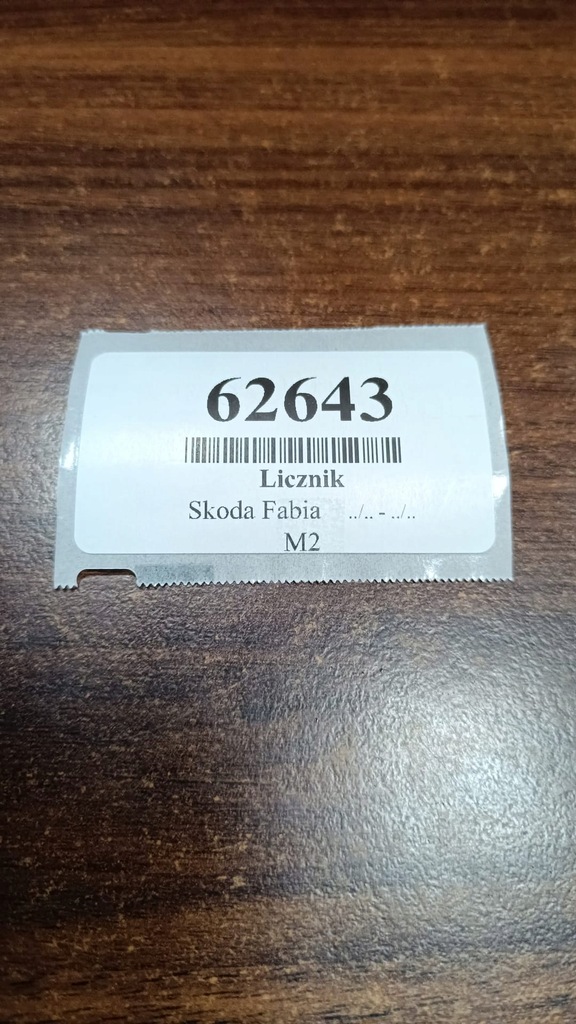 62643
Licznik
Skoda Fabia ../.. - ../..
M2